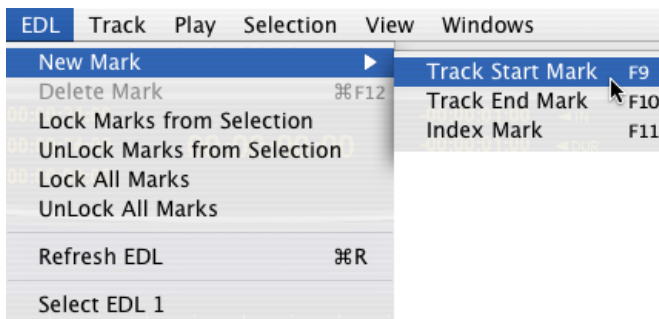 EDL Track Play Selection View Windows
New Mark
Delete Mark ⌘F12
Lock Marks from Selection
UnLock Marks from Selection
Lock All Marks
UnLock All Marks
Refresh EDL ⌘R
Select EDL 1
Track Start Mark F9
Track End Mark F10
Index Mark F11